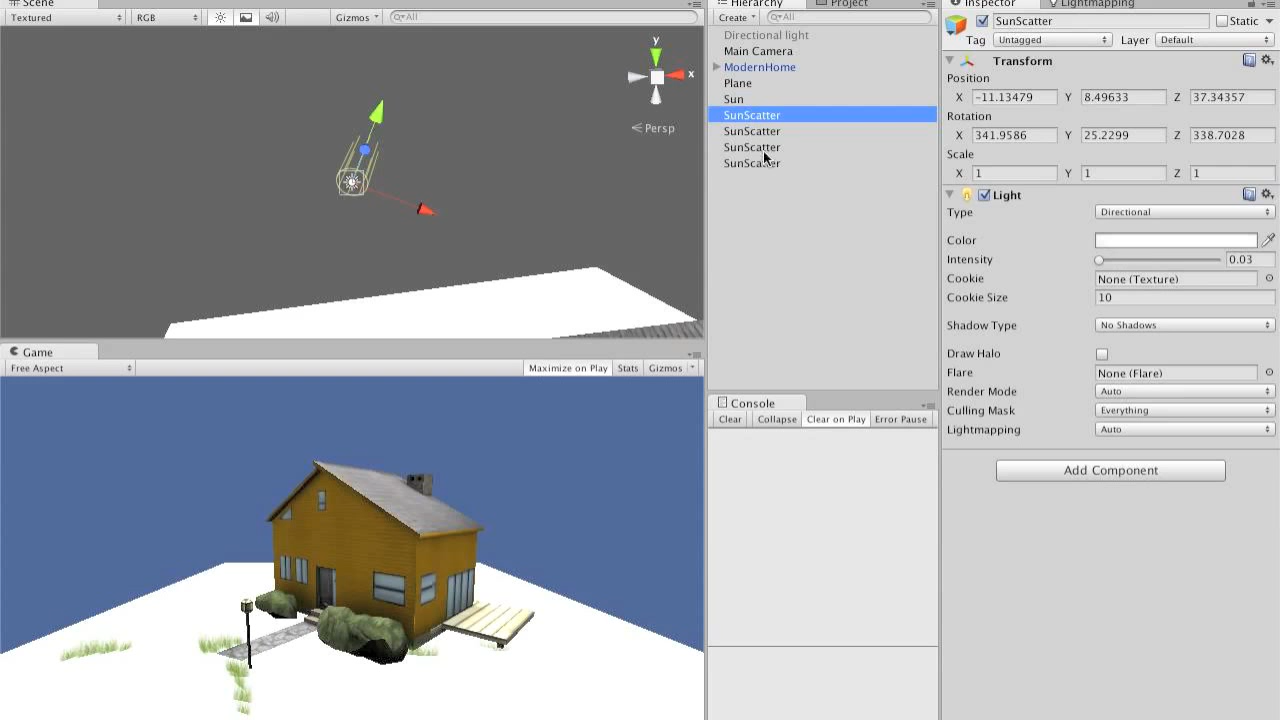 Scene
Textured RGB Gizmos All
y
x
Persp
Game
Free Aspect Maximize on Play Stats Gizmos
Hierarchy Project
Create All
Directional light
Main Camera
ModernHome
Plane
Sun
SunScatter
SunScatter
SunScatter
SunScatter
Console
Clear Collapse Clear on Play Error Pause
Inspector Lightmapping
SunScatter Static
Tag Untagged Layer Default
Transform
Position
X -11.13479 Y 8.49633 Z 37.34357
Rotation
X 341.9586 Y 25.2299 Z 338.7028
Scale
X 1 Y 1 Z 1
Light
Type Directional
Color
Intensity 0.03
Cookie None (Texture)
Cookie Size 10
Shadow Type No Shadows
Draw Halo
Flare None (Flare)
Render Mode Auto
Culling Mask Everything
Lightmapping Auto
Add Component